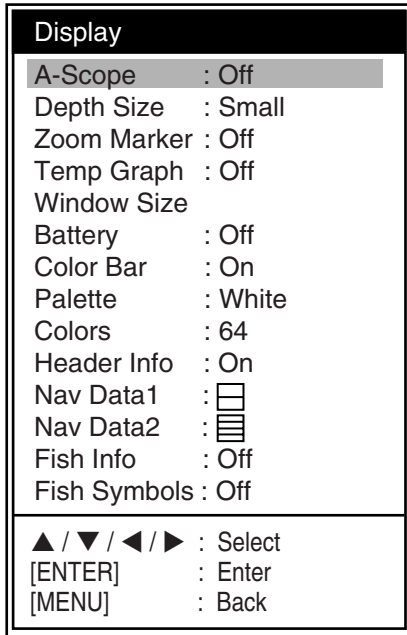 Display
A-Scope : Off
Depth Size : Small
Zoom Marker : Off
Temp Graph : Off
Window Size
Battery : Off
Color Bar : On
Palette : White
Colors : 64
Header Info : On
Nav Data1 :
Nav Data2 :
Fish Info : Off
Fish Symbols : Off
▲ / ▼ / ◀ / ▶ : Select
[ENTER] : Enter
[MENU] : Back